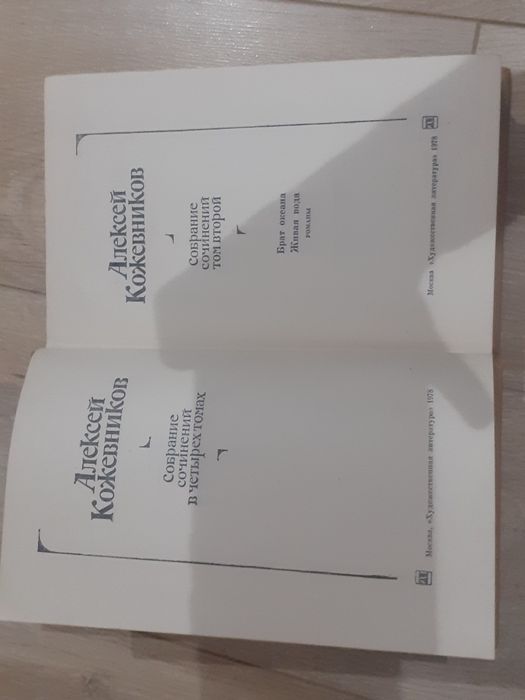 Алексей
Кожевников
Собрание
сочинений
в четырех томах
Москва, «Художественная литература» 1978
Алексей
Кожевников
Собрание
сочинений
том второй
Брат океана
Живая вода
РОМАНЫ
Москва «Художественная литература» 1978